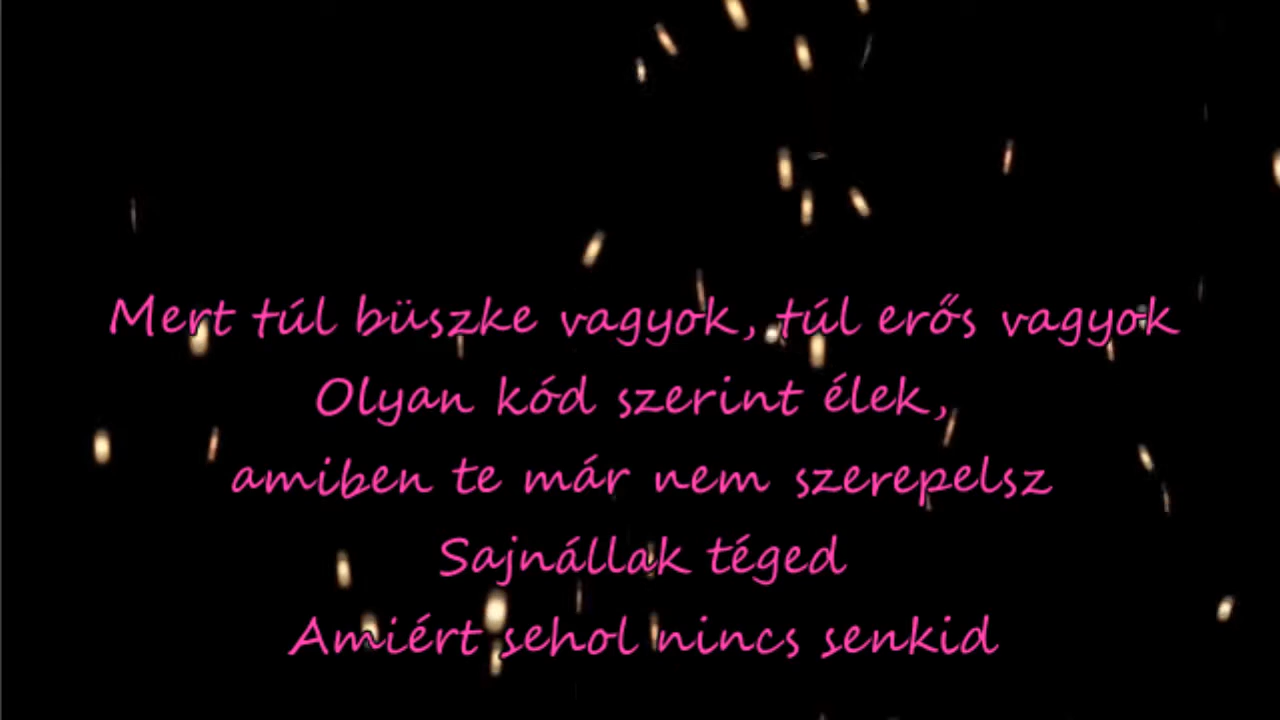 Mert túl büszke vagyok, túl erős vagyok
Olyan kód szerint élek,
amiben te már nem szerepelsz
Sajnállak téged
Amiért sehol nincs senkid